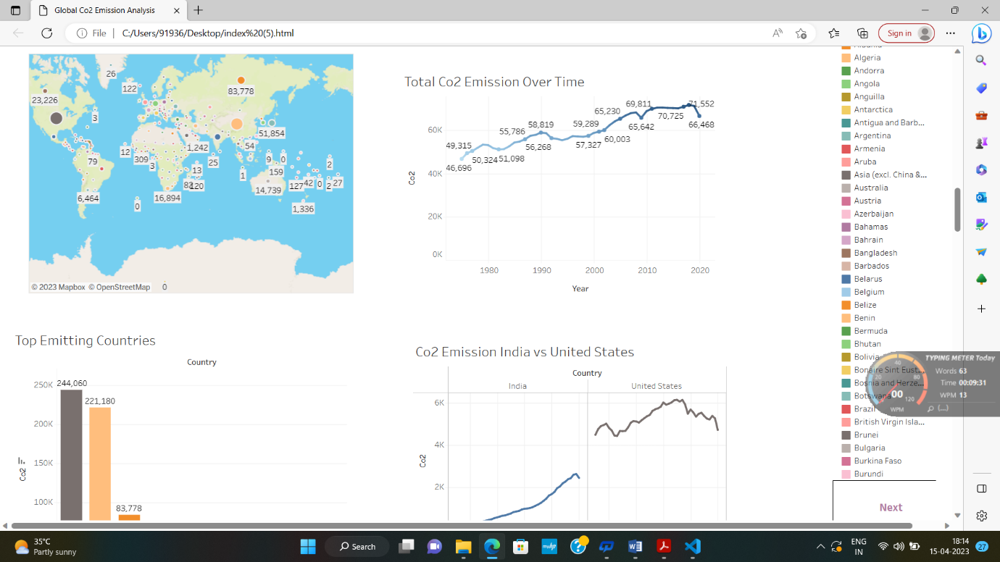 Global Co2 Emission Analysis
File
C:/Users/91936/Desktop/index%20(5).html
Sign in
26
122
83,778
23,226
3
51,854
1,242
54
12
309
3
79
25
9
0
2
13
1
159
120
14,739
127
42
0
2
27
6,464
16,894
0
1,336
© 2023 Mapbox © OpenStreetMap
0
Total Co2 Emission Over Time
Co2
60K
40K
20K
0K
49,315
46,696
50,324
51,098
55,786
56,268
58,819
59,289
57,327
60,003
65,230
69,811
65,642
70,725
71,552
66,468
1980
1990
2000
2010
2020
Year
Top Emitting Countries
Country
Co2
250K
200K
150K
100K
244,060
221,180
83,778
Co2 Emission India vs United States
Country
India
United States
Co2
6K
4K
2K
Algeria
Andorra
Angola
Anguilla
Antarctica
Antigua and Barb...
Argentina
Armenia
Aruba
Asia (excl. China &...
Australia
Austria
Azerbaijan
Bahamas
Bahrain
Bangladesh
Barbados
Belarus
Belgium
Belize
Benin
Bermuda
Bhutan
Bolivia
Bonaire Sint Eust...
Bosnia and Herze...
Botswana
Brazil
British Virgin Isla...
Brunei
Bulgaria
Burkina Faso
Burundi
TYPING METER Today
Words 63
Time 00:09:31
WPM 13
(...)
20
40
80
120
00
WPM
Next
35°C
Partly sunny
Search
myhp
ENG
IN
18:14
15-04-2023
27